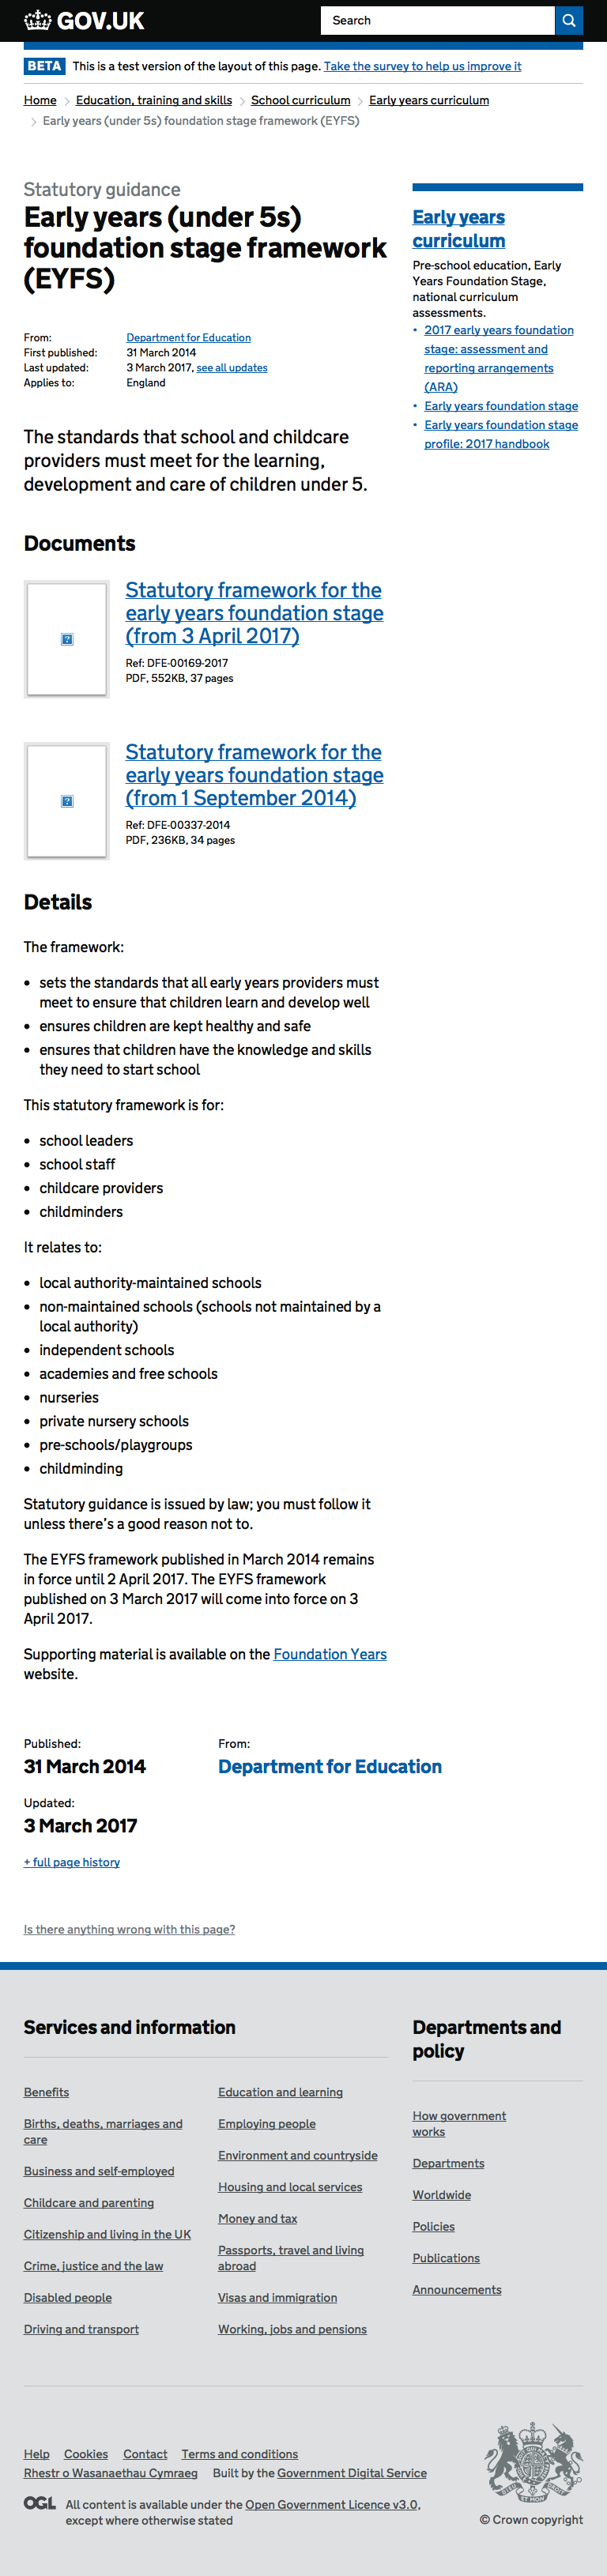 GOV.UK
Search
BETA This is a test version of the layout of this page. Take the survey to help us improve it
Home > Education, training and skills > School curriculum > Early years curriculum
> Early years (under 5s) foundation stage framework (EYFS)
Statutory guidance
Early years (under 5s)
foundation stage framework
(EYFS)
From: Department for Education
First published: 31 March 2014
Last updated: 3 March 2017, see all updates
Applies to: England
Early years
curriculum
Pre-school education, Early
Years Foundation Stage,
national curriculum
assessments.
• 2017 early years foundation
stage: assessment and
reporting arrangements
(ARA)
• Early years foundation stage
• Early years foundation stage
profile: 2017 handbook
The standards that school and childcare
providers must meet for the learning,
development and care of children under 5.
Documents
Statutory framework for the
early years foundation stage
(from 3 April 2017)
Ref: DFE-00169-2017
PDF, 552KB, 37 pages
Statutory framework for the
early years foundation stage
(from 1 September 2014)
Ref: DFE-00337-2014
PDF, 236KB, 34 pages
Details
The framework:
• sets the standards that all early years providers must
meet to ensure that children learn and develop well
• ensures children are kept healthy and safe
• ensures that children have the knowledge and skills
they need to start school
This statutory framework is for:
• school leaders
• school staff
• childcare providers
• childminders
It relates to:
• local authority-maintained schools
• non-maintained schools (schools not maintained by a
local authority)
• independent schools
• academies and free schools
• nurseries
• private nursery schools
• pre-schools/playgroups
• childminding
Statutory guidance is issued by law; you must follow it
unless there's a good reason not to.
The EYFS framework published in March 2014 remains
in force until 2 April 2017. The EYFS framework
published on 3 March 2017 will come into force on 3
April 2017.
Supporting material is available on the Foundation Years
website.
Published:
31 March 2014
From:
Department for Education
Updated:
3 March 2017
+ full page history
Is there anything wrong with this page?
Services and information
Benefits
Births, deaths, marriages and
care
Business and self-employed
Childcare and parenting
Citizenship and living in the UK
Crime, justice and the law
Disabled people
Driving and transport
Education and learning
Employing people
Environment and countryside
Housing and local services
Money and tax
Passports, travel and living
abroad
Visas and immigration
Working, jobs and pensions
Departments and
policy
How government
works
Departments
Worldwide
Policies
Publications
Announcements
Help Cookies Contact Terms and conditions
Rhestr o Wasanaethau Cymraeg Built by the Government Digital Service
OGL All content is available under the Open Government Licence v3.0,
except where otherwise stated
© Crown copyright